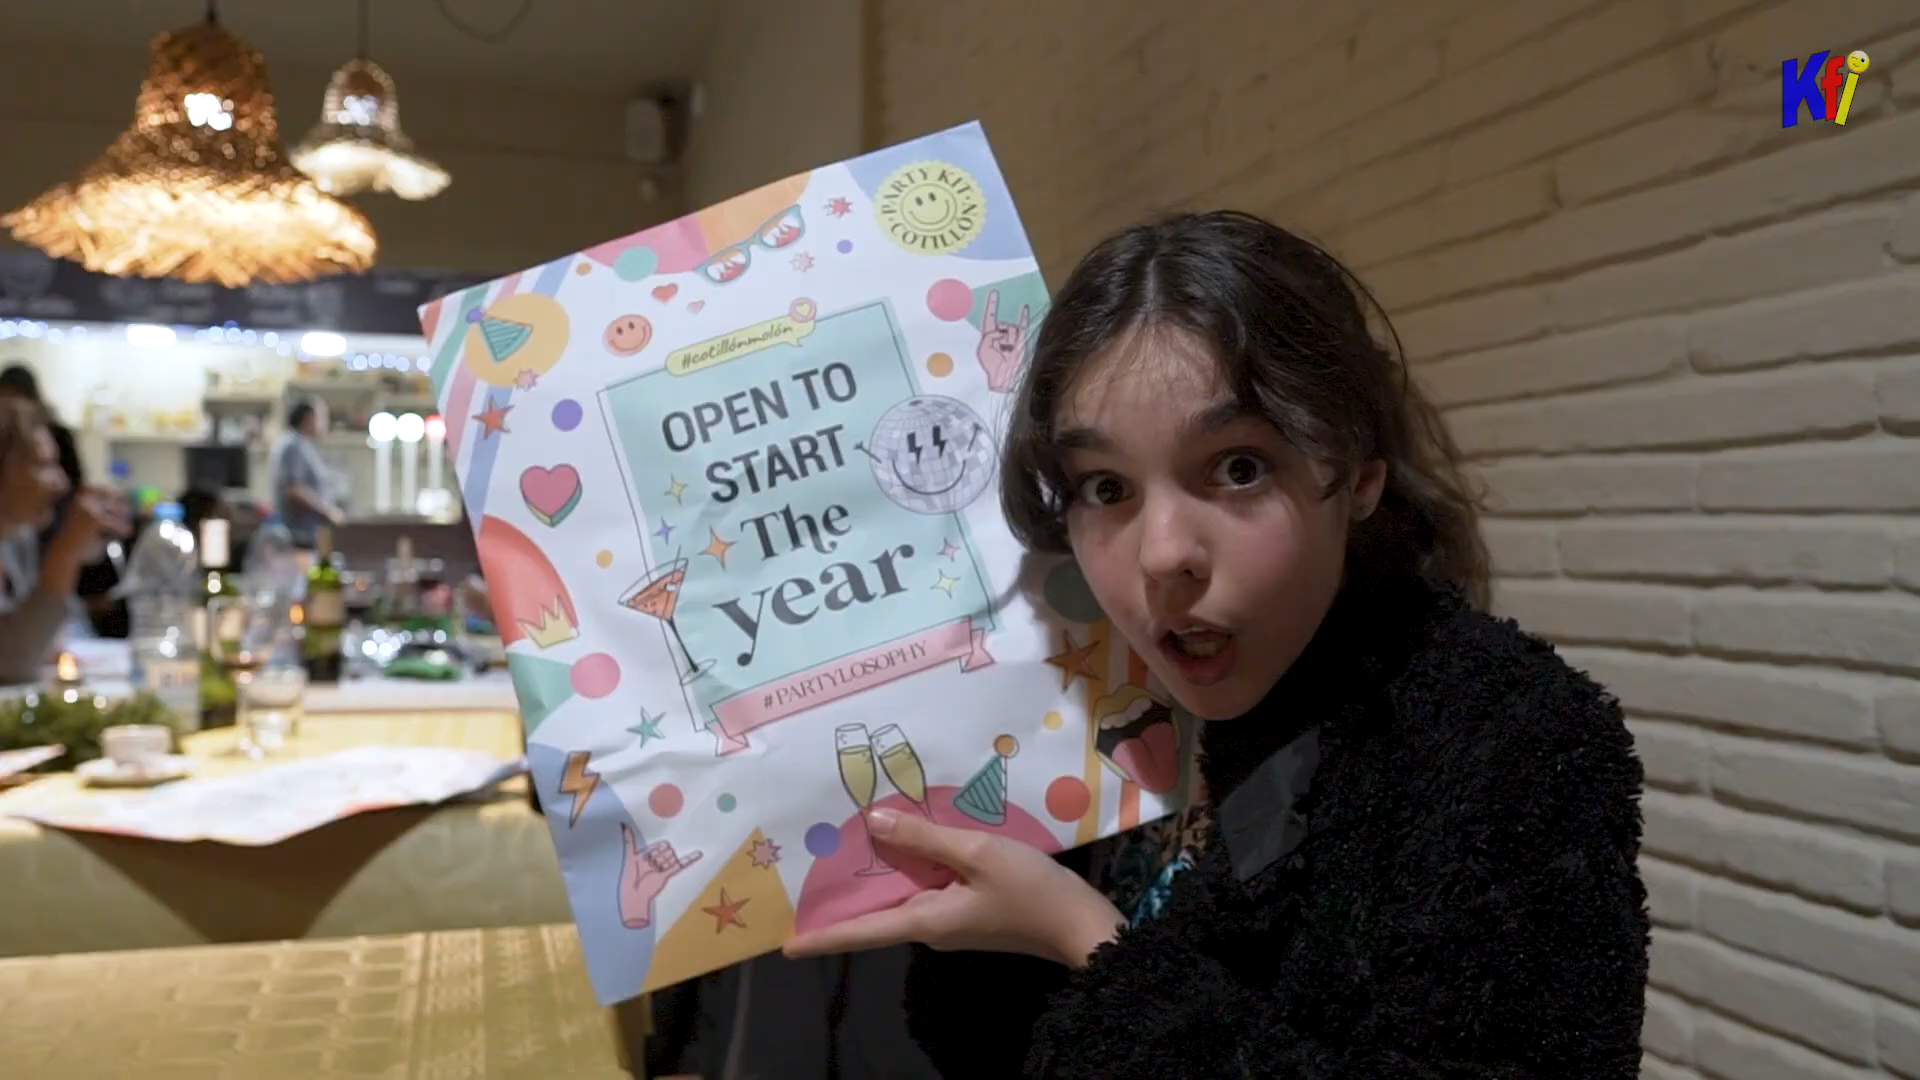 Kfi
PARTY KIT
COTILLÓN
#cotillónmolón
OPEN TO
START
The
year
#PARTYLOSOPHY